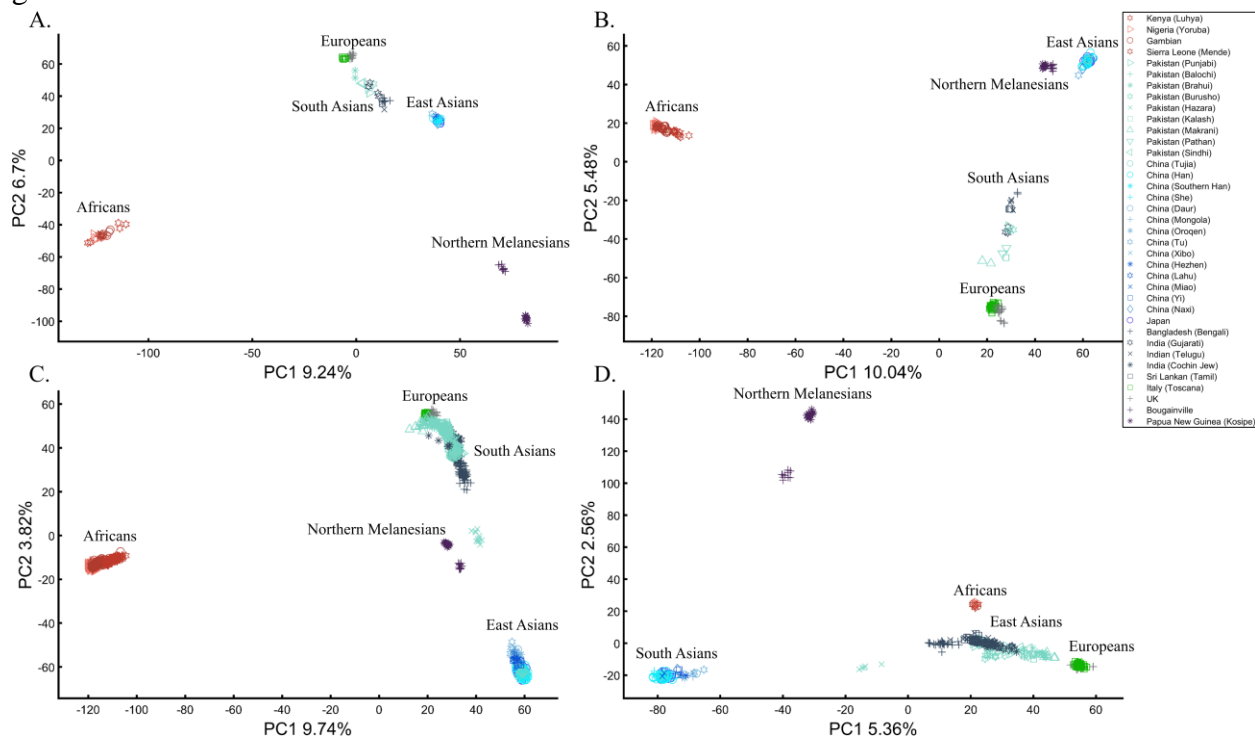 A.
Europeans
South Asians
East Asians
Africans
Northern Melanesians
60
40
20
0
-20
-40
-60
-80
-100
-100
-50
0
50
PC2 6.7%
PC1 9.24%
B.
East Asians
Northern Melanesians
Africans
South Asians
Europeans
60
40
20
0
-20
-40
-60
-80
-120
-100
-80
-60
-40
-20
0
20
40
60
PC2 5.48%
PC1 10.04%
C.
Europeans
South Asians
Northern Melanesians
Africans
East Asians
60
40
20
0
-20
-40
-60
-120
-100
-80
-60
-40
-20
0
20
40
60
PC2 3.82%
PC1 9.74%
D.
Northern Melanesians
Africans
East Asians
Europeans
South Asians
140
120
100
80
60
40
20
0
-20
-80
-60
-40
-20
0
20
40
60
PC2 2.56%
PC1 5.36%
Kenya (Luhya)
Nigeria (Yoruba)
Gambian
Sierra Leone (Mende)
Pakistan (Punjabi)
Pakistan (Balochi)
Pakistan (Brahui)
Pakistan (Burusho)
Pakistan (Hazara)
Pakistan (Kalash)
Pakistan (Makrani)
Pakistan (Pathan)
Pakistan (Sindhi)
China (Tujia)
China (Han)
China (Southern Han)
China (She)
China (Daur)
China (Mongola)
China (Oroqen)
China (Tu)
China (Xibo)
China (Hezhen)
China (Lahu)
China (Miao)
China (Yi)
China (Naxi)
Japan
Bangladesh (Bengali)
India (Gujarati)
Indian (Telugu)
India (Cochin Jew)
Sri Lankan (Tamil)
Italy (Toscana)
UK
Bougainville
Papua New Guinea (Kosipe)